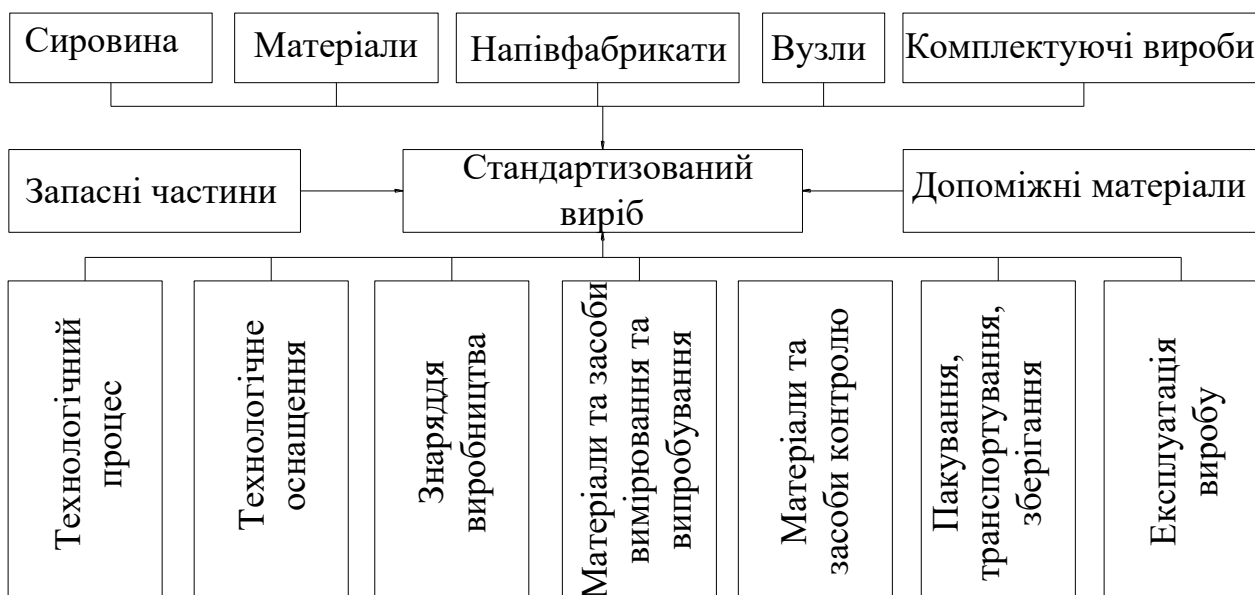 Сировина
Матеріали
Напівфабрикати
Вузли
Комплектуючі вироби
Запасні частини
Стандартизований
виріб
Допоміжні матеріали
Технологічний
процес
Технологічне
оснащення
Знаряддя
виробництва
Матеріали та засоби
вимірювання та
випробування
Матеріали та
засоби контролю
Пакування,
транспортування,
зберігання
Експлуатація
виробу